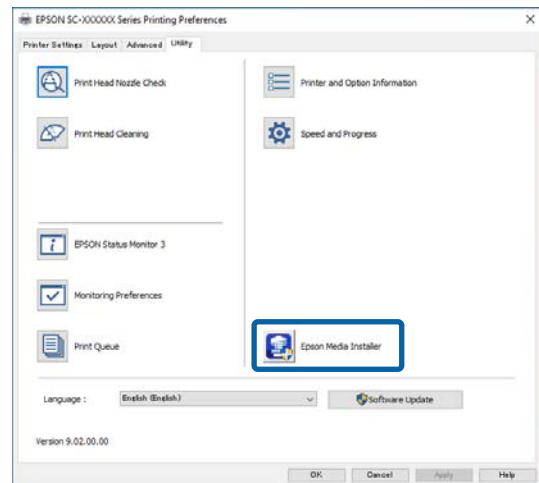 EPSON SC-XXXXXX Series Printing Preferences
Printer Settings Layout Advanced Utility
Print Head Nozzle Check
Printer and Option Information
Print Head Cleaning
Speed and Progress
EPSON Status Monitor 3
Monitoring Preferences
Print Queue
Epson Media Installer
Language : English (English) Software Update
Version 9.02.00.00
OK Cancel Apply Help